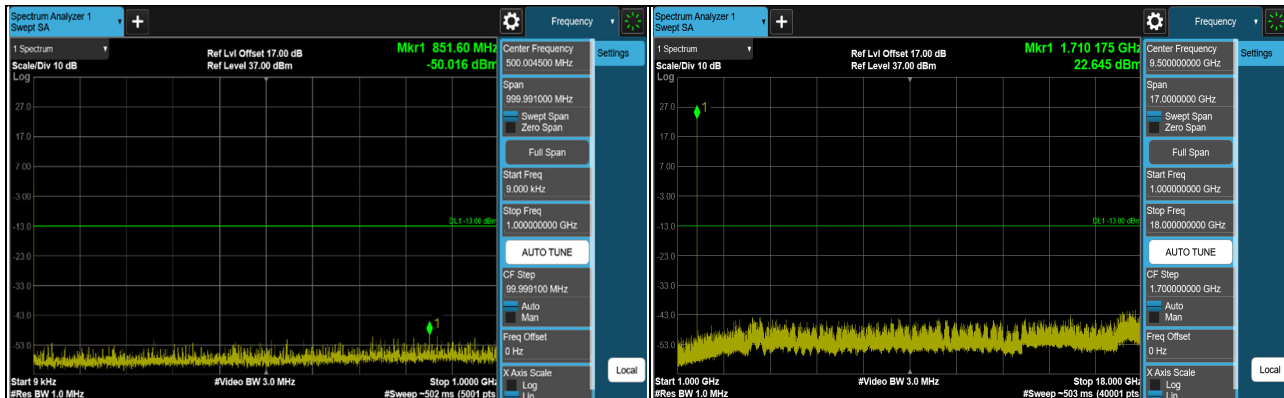 Spectrum Analyzer 1
Swept SA
+
Frequency
1 Spectrum
Scale/Div 10 dB
Log
Ref Lvl Offset 17.00 dB
Ref Level 37.00 dBm
Mkr1 851.60 MHz
-50.016 dBm
27.0
17.0
7.00
-3.00
-13.0
-23.0
-33.0
-43.0
-53.0
DL1 -13.00 dBm
1
Start 9 kHz
#Res BW 1.0 MHz
#Video BW 3.0 MHz
Stop 1.0000 GHz
#Sweep ~502 ms (5001 pts
Center Frequency
500.004500 MHz
Span
999.991000 MHz
Swept Span
Zero Span
Full Span
Start Freq
9.000 kHz
Stop Freq
1.000000000 GHz
AUTO TUNE
CF Step
99.999100 MHz
Auto
Man
Freq Offset
0 Hz
X Axis Scale
Log
Lin
Settings
Local
Spectrum Analyzer 1
Swept SA
+
Frequency
1 Spectrum
Scale/Div 10 dB
Log
Ref Lvl Offset 17.00 dB
Ref Level 37.00 dBm
Mkr1 1.710 175 GHz
22.645 dBm
27.0
17.0
7.00
-3.00
-13.0
-23.0
-33.0
-43.0
-53.0
DL1 -13.00 dBm
1
Start 1.000 GHz
#Res BW 1.0 MHz
#Video BW 3.0 MHz
Stop 18.000 GHz
#Sweep ~503 ms (40001 pts
Center Frequency
9.500000000 GHz
Span
17.0000000 GHz
Swept Span
Zero Span
Full Span
Start Freq
1.000000000 GHz
Stop Freq
18.000000000 GHz
AUTO TUNE
CF Step
1.700000000 GHz
Auto
Man
Freq Offset
0 Hz
X Axis Scale
Log
Lin
Settings
Local